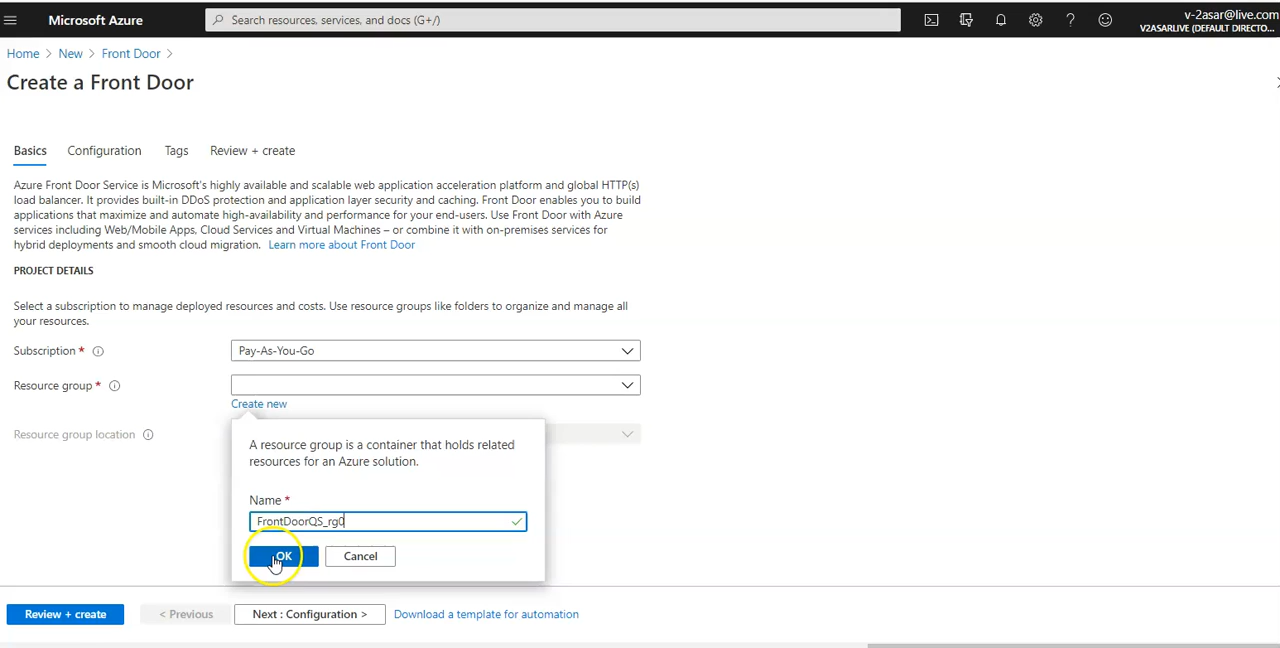 Microsoft Azure
Search resources, services, and docs (G+/)
v-2asar@live.com
V2ASARLIVE (DEFAULT DIRECTO...
Home > New > Front Door >
Create a Front Door
Basics Configuration Tags Review + create
Azure Front Door Service is Microsoft's highly available and scalable web application acceleration platform and global HTTP(s)
load balancer. It provides built-in DDoS protection and application layer security and caching. Front Door enables you to build
applications that maximize and automate high-availability and performance for your end-users. Use Front Door with Azure
services including Web/Mobile Apps, Cloud Services and Virtual Machines – or combine it with on-premises services for
hybrid deployments and smooth cloud migration. Learn more about Front Door
PROJECT DETAILS
Select a subscription to manage deployed resources and costs. Use resource groups like folders to organize and manage all
your resources.
Subscription *
Pay-As-You-Go
Resource group *
Create new
Resource group location
A resource group is a container that holds related
resources for an Azure solution.
Name *
FrontDoorQS_rg0
OK
Cancel
Review + create
< Previous
Next : Configuration >
Download a template for automation